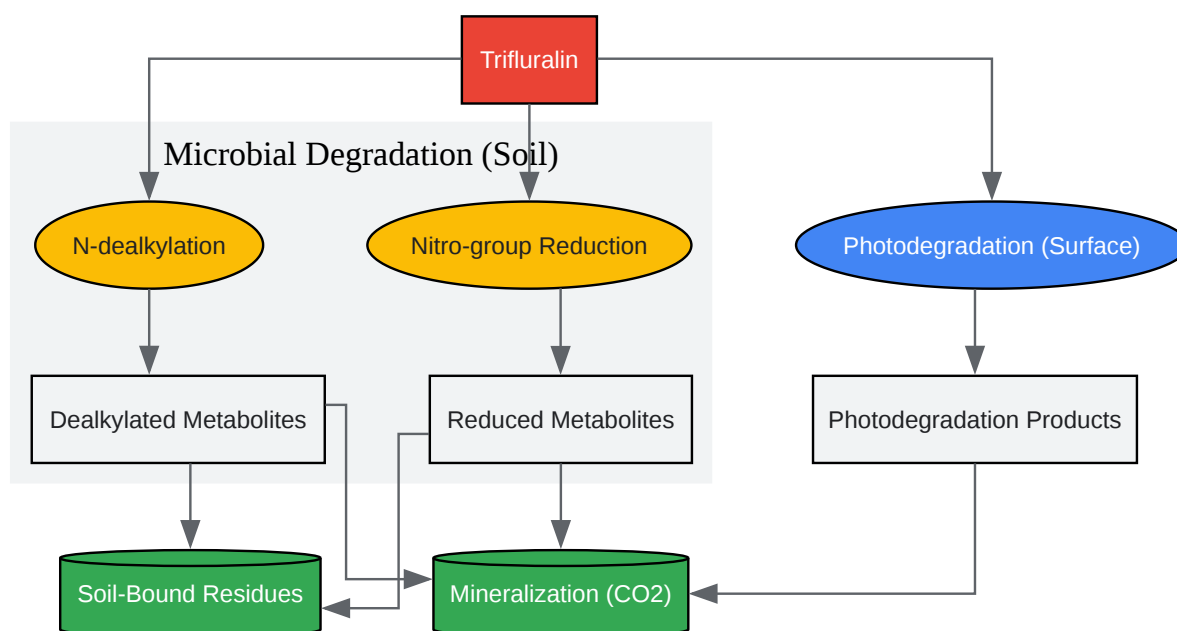 Trifluralin
Microbial Degradation (Soil)
N-dealkylation
Nitro-group Reduction
Photodegradation (Surface)
Dealkylated Metabolites
Reduced Metabolites
Photodegradation Products
Soil-Bound Residues
Mineralization (CO2)